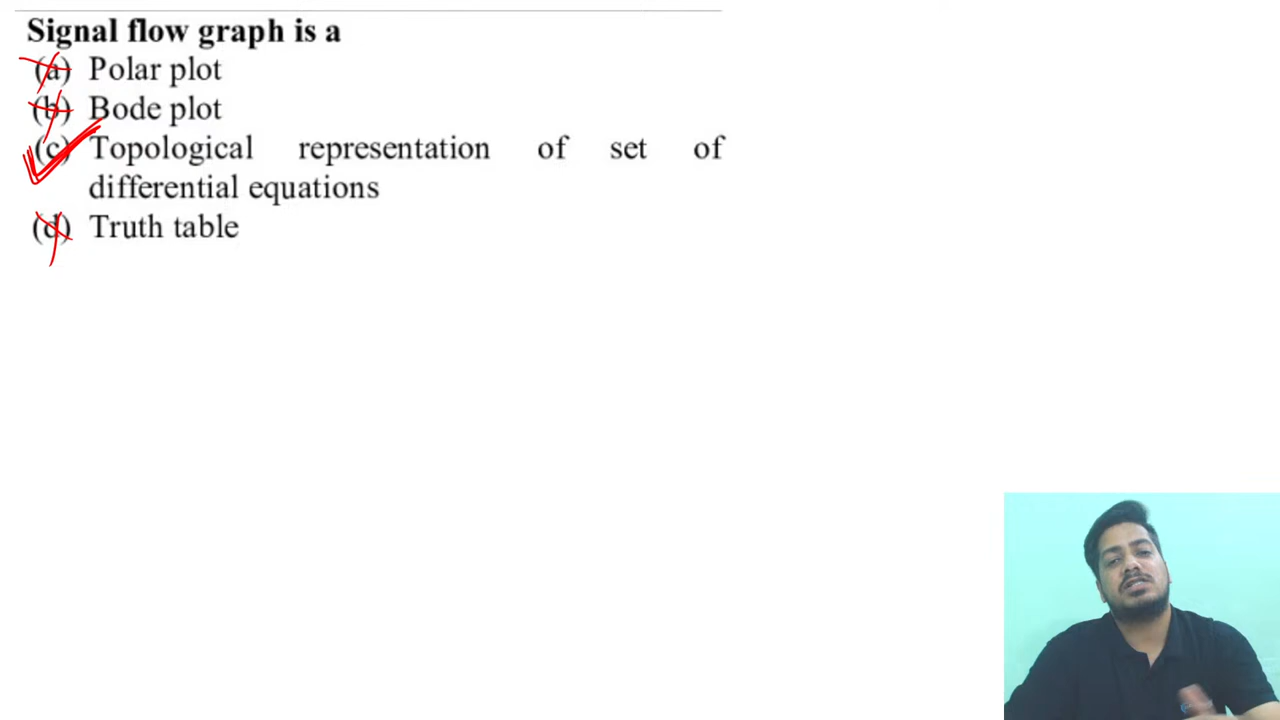 Signal flow graph is a
(a) Polar plot
(b) Bode plot
(c) Topological representation of set of
differential equations
(d) Truth table